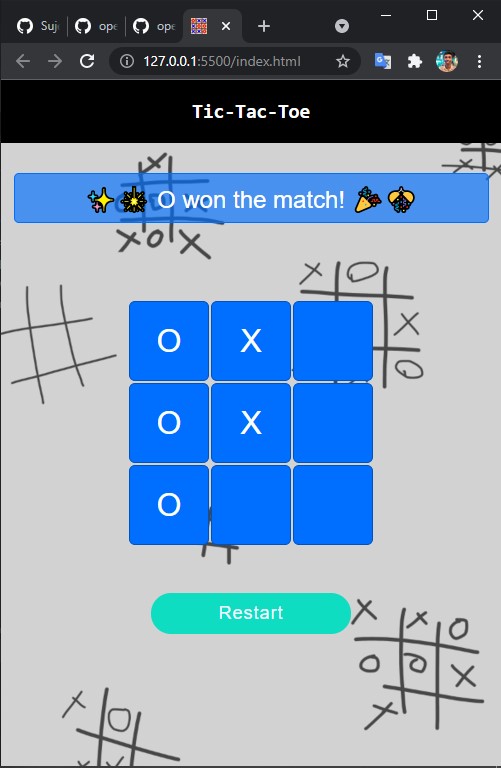 Suj
ope
ope
127.0.0.1:5500/index.html
Tic-Tac-Toe
O won the match!
O X
O X
O
Restart